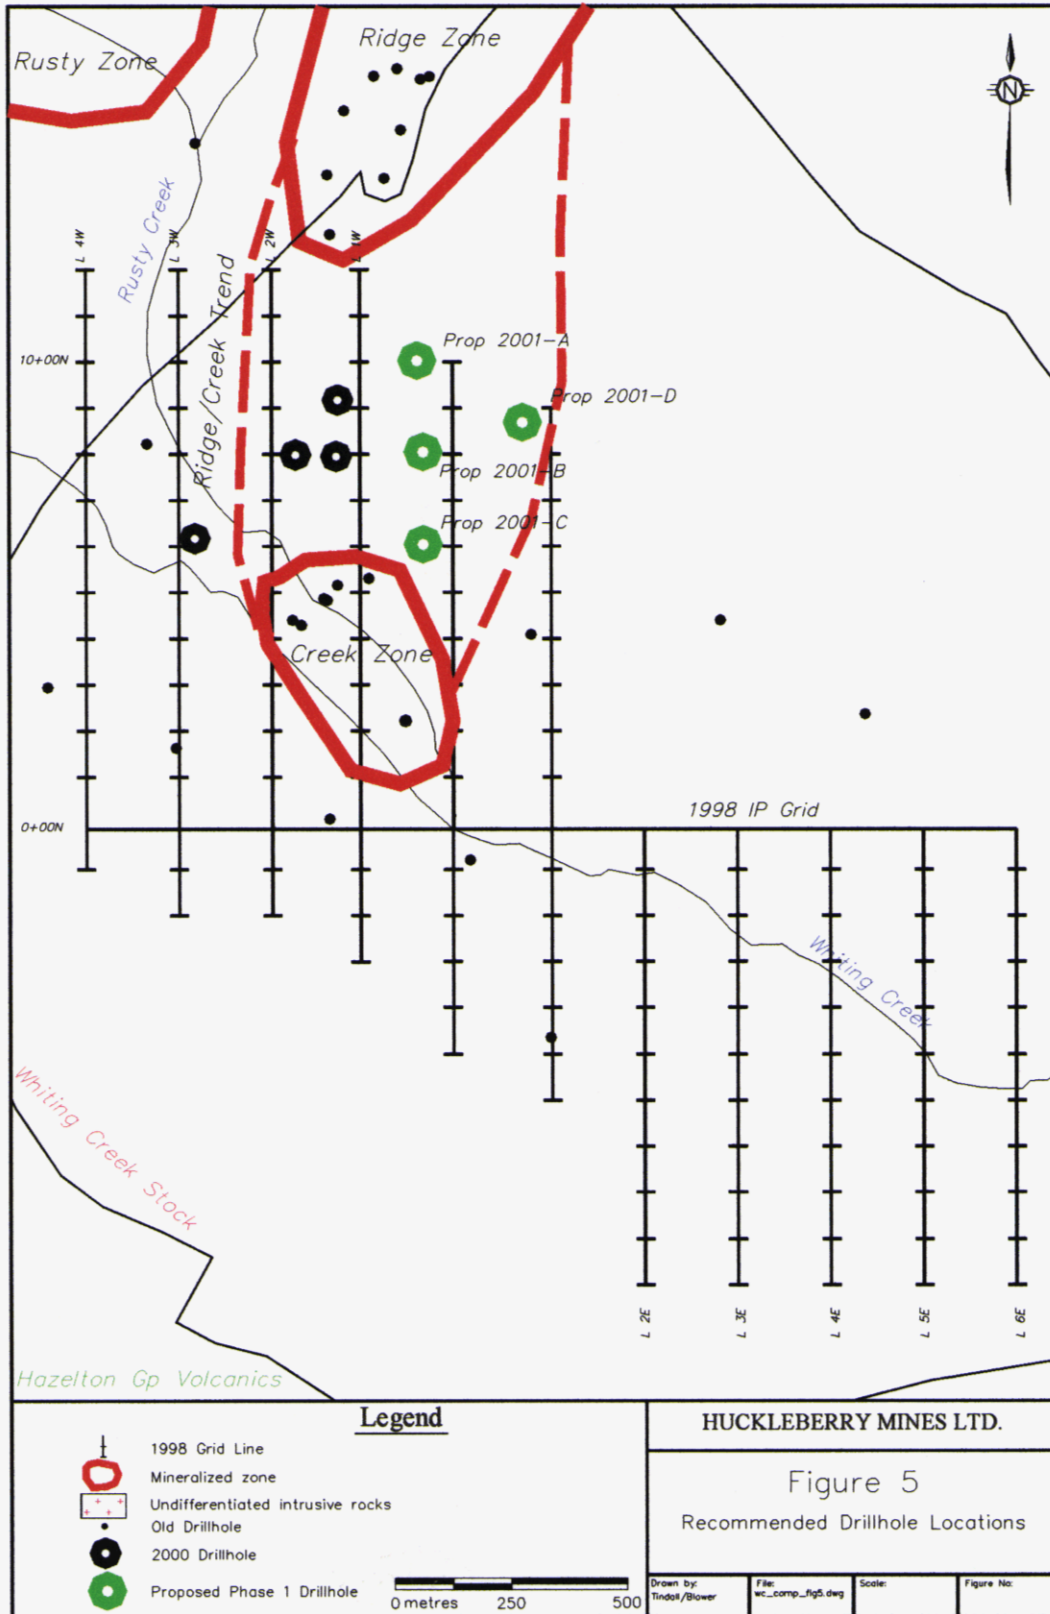 Ridge Zone
Rusty Zone
N
Rusty Creek
L 4W
L 3W
L 2W
L 1W
Ridge/Creek Trend
Prop 2001-A
10+00N
Prop 2001-D
Prop 2001-B
Prop 2001-C
Creek Zone
0+00N
1998 IP Grid
Whiting Creek
Whiting Creek Stock
L 2E
L 3E
L 4E
L 5E
L 6E
Hazelton Gp Volcanics
Legend
1998 Grid Line
Mineralized zone
Undifferentiated intrusive rocks
Old Drillhole
2000 Drillhole
Proposed Phase 1 Drillhole
0 metres 250 500
HUCKLEBERRY MINES LTD.
Figure 5
Recommended Drillhole Locations
Drawn by:
Tindall/Blower
File:
wc_comp_fig5.dwg
Scale:
Figure No: